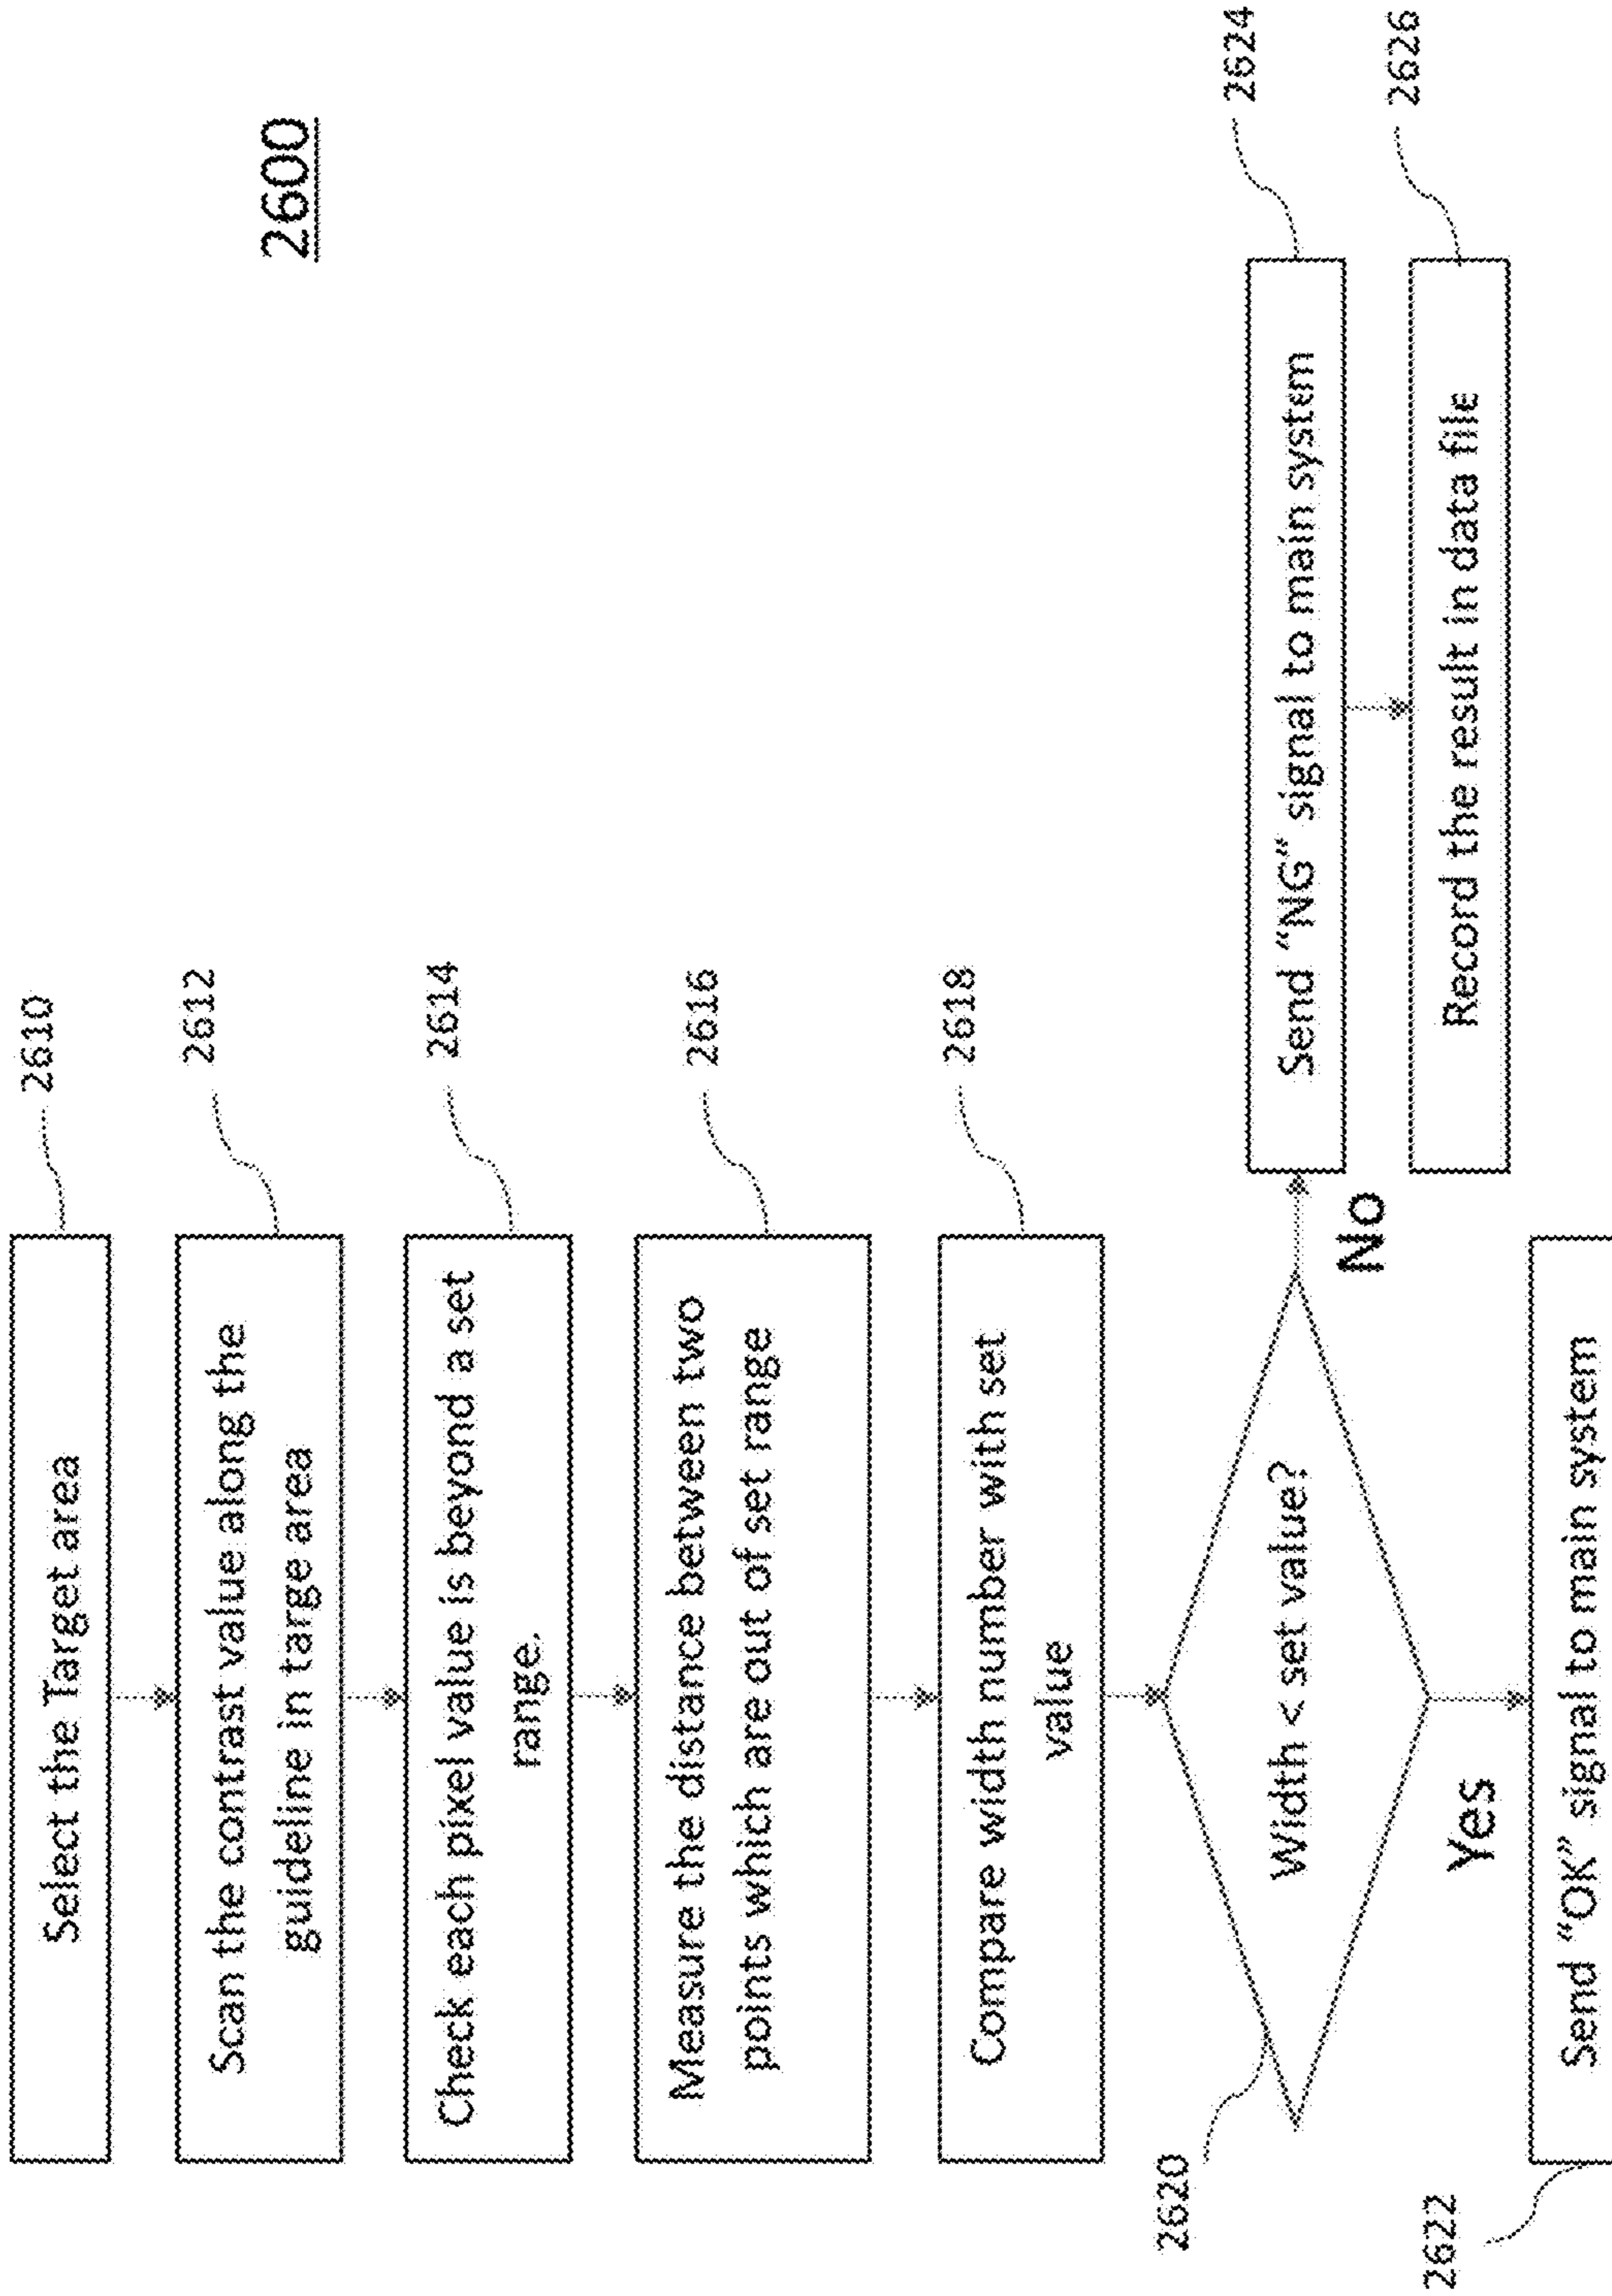 2600
Select the Target area
2610
Scan the contrast value along the
guideline in targe area
2612
Check each pixel value is beyond a set
range.
2614
Measure the distance between two
points which are out of set range
2616
Compare width number with set
value
2618
Width < set value?
2620
No
Send "NG" signal to main system
2624
Record the result in data file
2626
Yes
Send "OK" signal to main system
2622